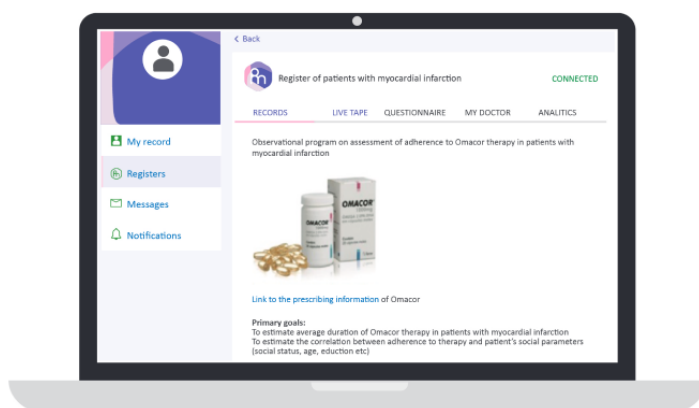 Back
Register of patients with myocardial infarction
CONNECTED
RECORDS LIVE TAPE QUESTIONNAIRE MY DOCTOR ANALITICS
My record
Registers
Messages
Notifications
Observational program on assessment of adherence to Omacor therapy in patients with
myocardial infarction
OMACOR
OMACOR
Link to the prescribing information of Omacor
Primary goals:
To estimate average duration of Omacor therapy in patients with myocardial infarction
To estimate the correlation between adherence to therapy and patient's social parameters
(social status, age, eduction etc)